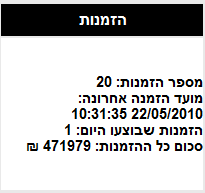 הזמנות
מספר הזמנות: 20
מועד הזמנה אחרונה:
22/05/2010 10:31:35
הזמנות שבוצעו היום: 1
סכום כל ההזמנות: 471979 ₪